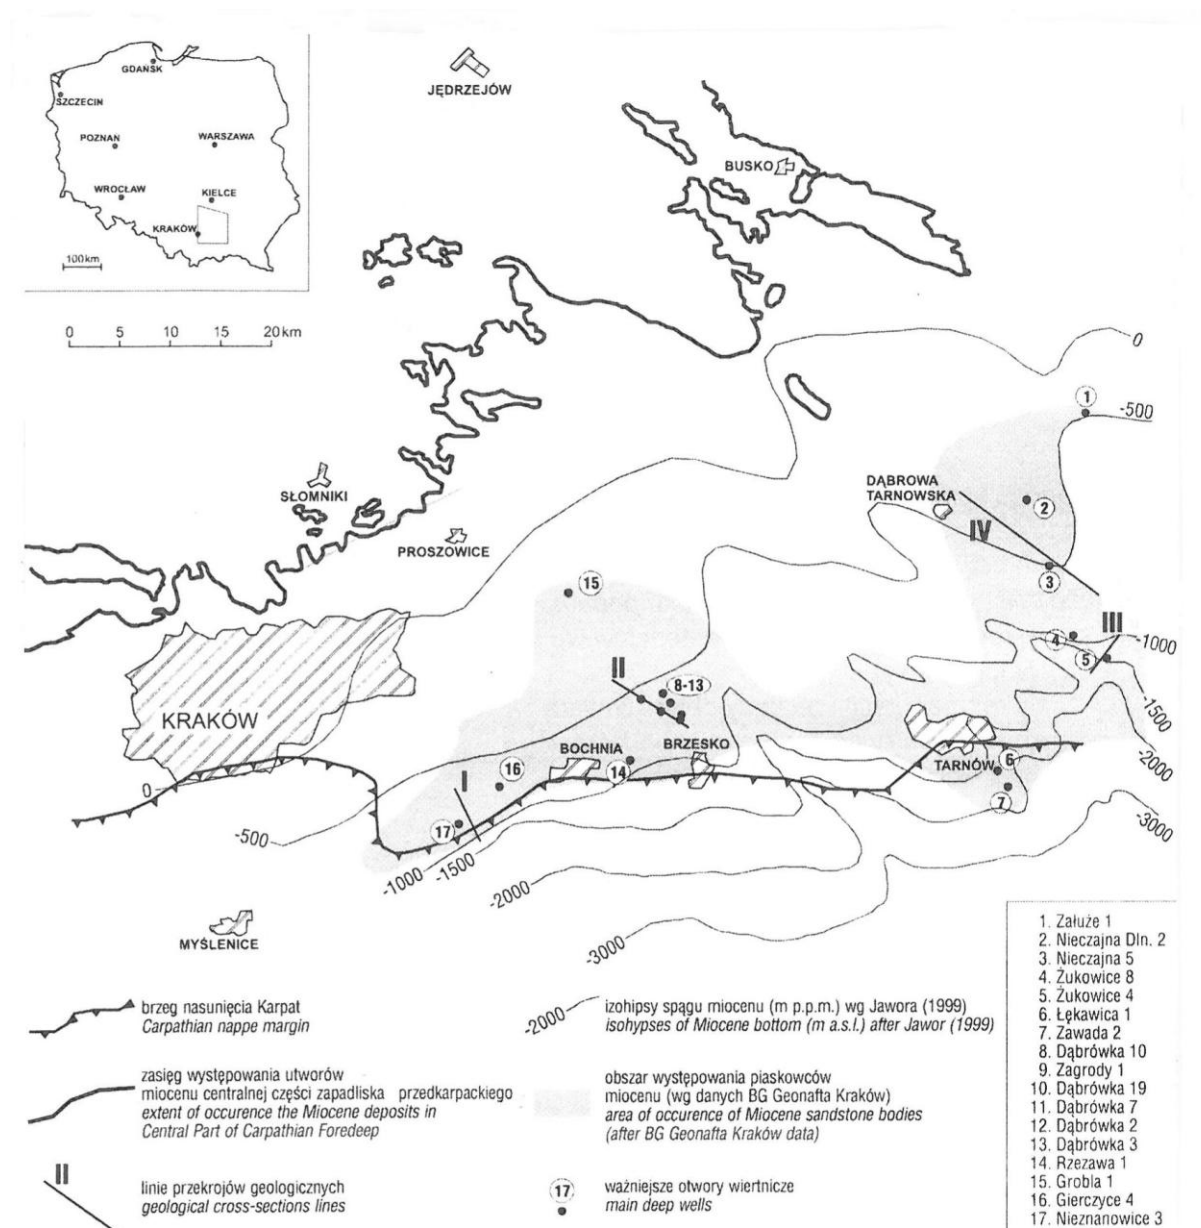 GDAŃSK
SZCZECIN
POZNAŃ
WARSZAWA
WROCŁAW
KIELCE
KRAKÓW
100km
0 5 10 15 20 km
JĘDRZEJÓW
BUSKO
0
1
-500
DĄBROWA
TARNOWSKA
2
IV
3
SŁOMNIKI
PROSZOWICE
15
III
4
-1000
5
II
8-13
-1500
KRAKÓW
BOCHNIA
BRZESKO
-2000
TARNÓW
6
I
16
14
7
0
-500
17
-3000
-1000
-1500
-2000
-3000
MYŚLENICE
1. Załuże 1
2. Nieczajna Dln. 2
3. Nieczajna 5
4. Żukowice 8
5. Żukowice 4
6. Łękawica 1
7. Zawada 2
8. Dąbrówka 10
9. Zagrody 1
10. Dąbrówka 19
11. Dąbrówka 7
12. Dąbrówka 2
13. Dąbrówka 3
14. Rzezawa 1
15. Grobla 1
16. Gierczyce 4
17. Nieznanowice 3
brzeg nasunięcia Karpat
Carpathian nappe margin
zasięg występowania utworów
miocenu centralnej części zapadliska przedkarpackiego
extent of occurence the Miocene deposits in
Central Part of Carpathian Foredeep
II
linie przekrojów geologicznych
geological cross-sections lines
-2000
izohipsy spągu miocenu (m p.p.m.) wg Jawora (1999)
isohypses of Miocene bottom (m a.s.l.) after Jawor (1999)
obszar występowania piaskowców
miocenu (wg danych BG Geonafta Kraków)
area of occurence of Miocene sandstone bodies
(after BG Geonafta Kraków data)
17
ważniejsze otwory wiertnicze
main deep wells